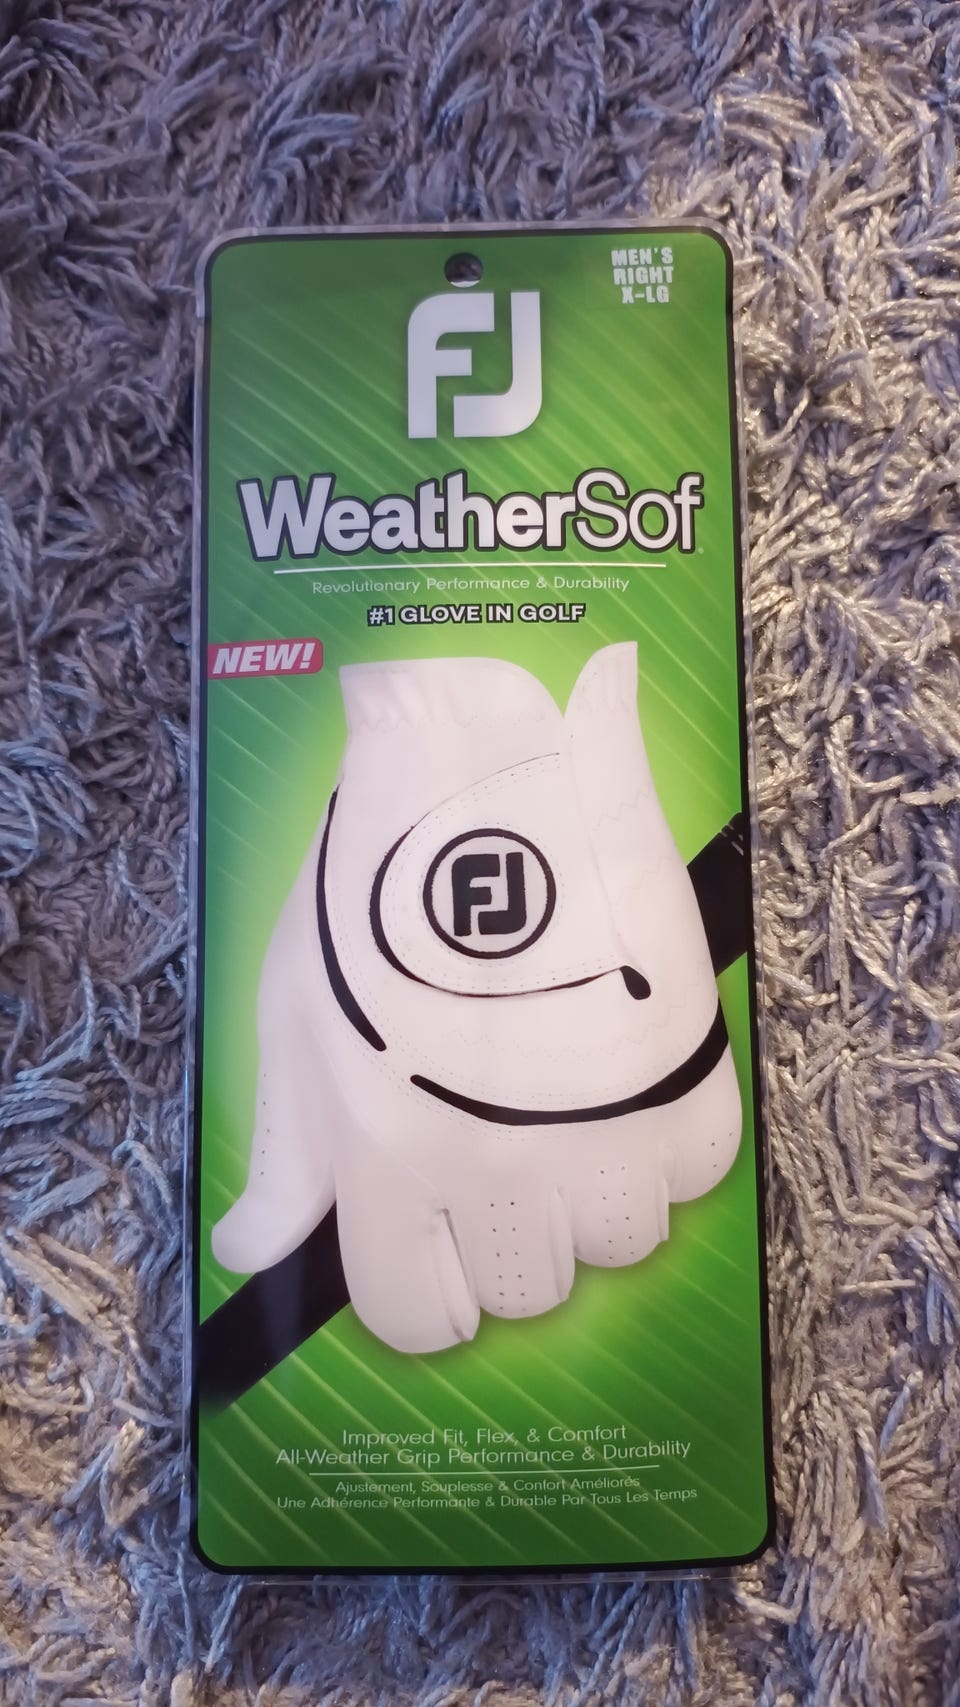 MEN'S
RIGHT
X-LG
FJ
WeatherSof
Revolutionary Performance & Durability
#1 GLOVE IN GOLF
NEW!
FJ
Improved Fit, Flex, & Comfort
All-Weather Grip Performance & Durability
Ajustement, Souplesse & Confort Améliorés
Une Adhérence Performante & Durable Par Tous Les Temps